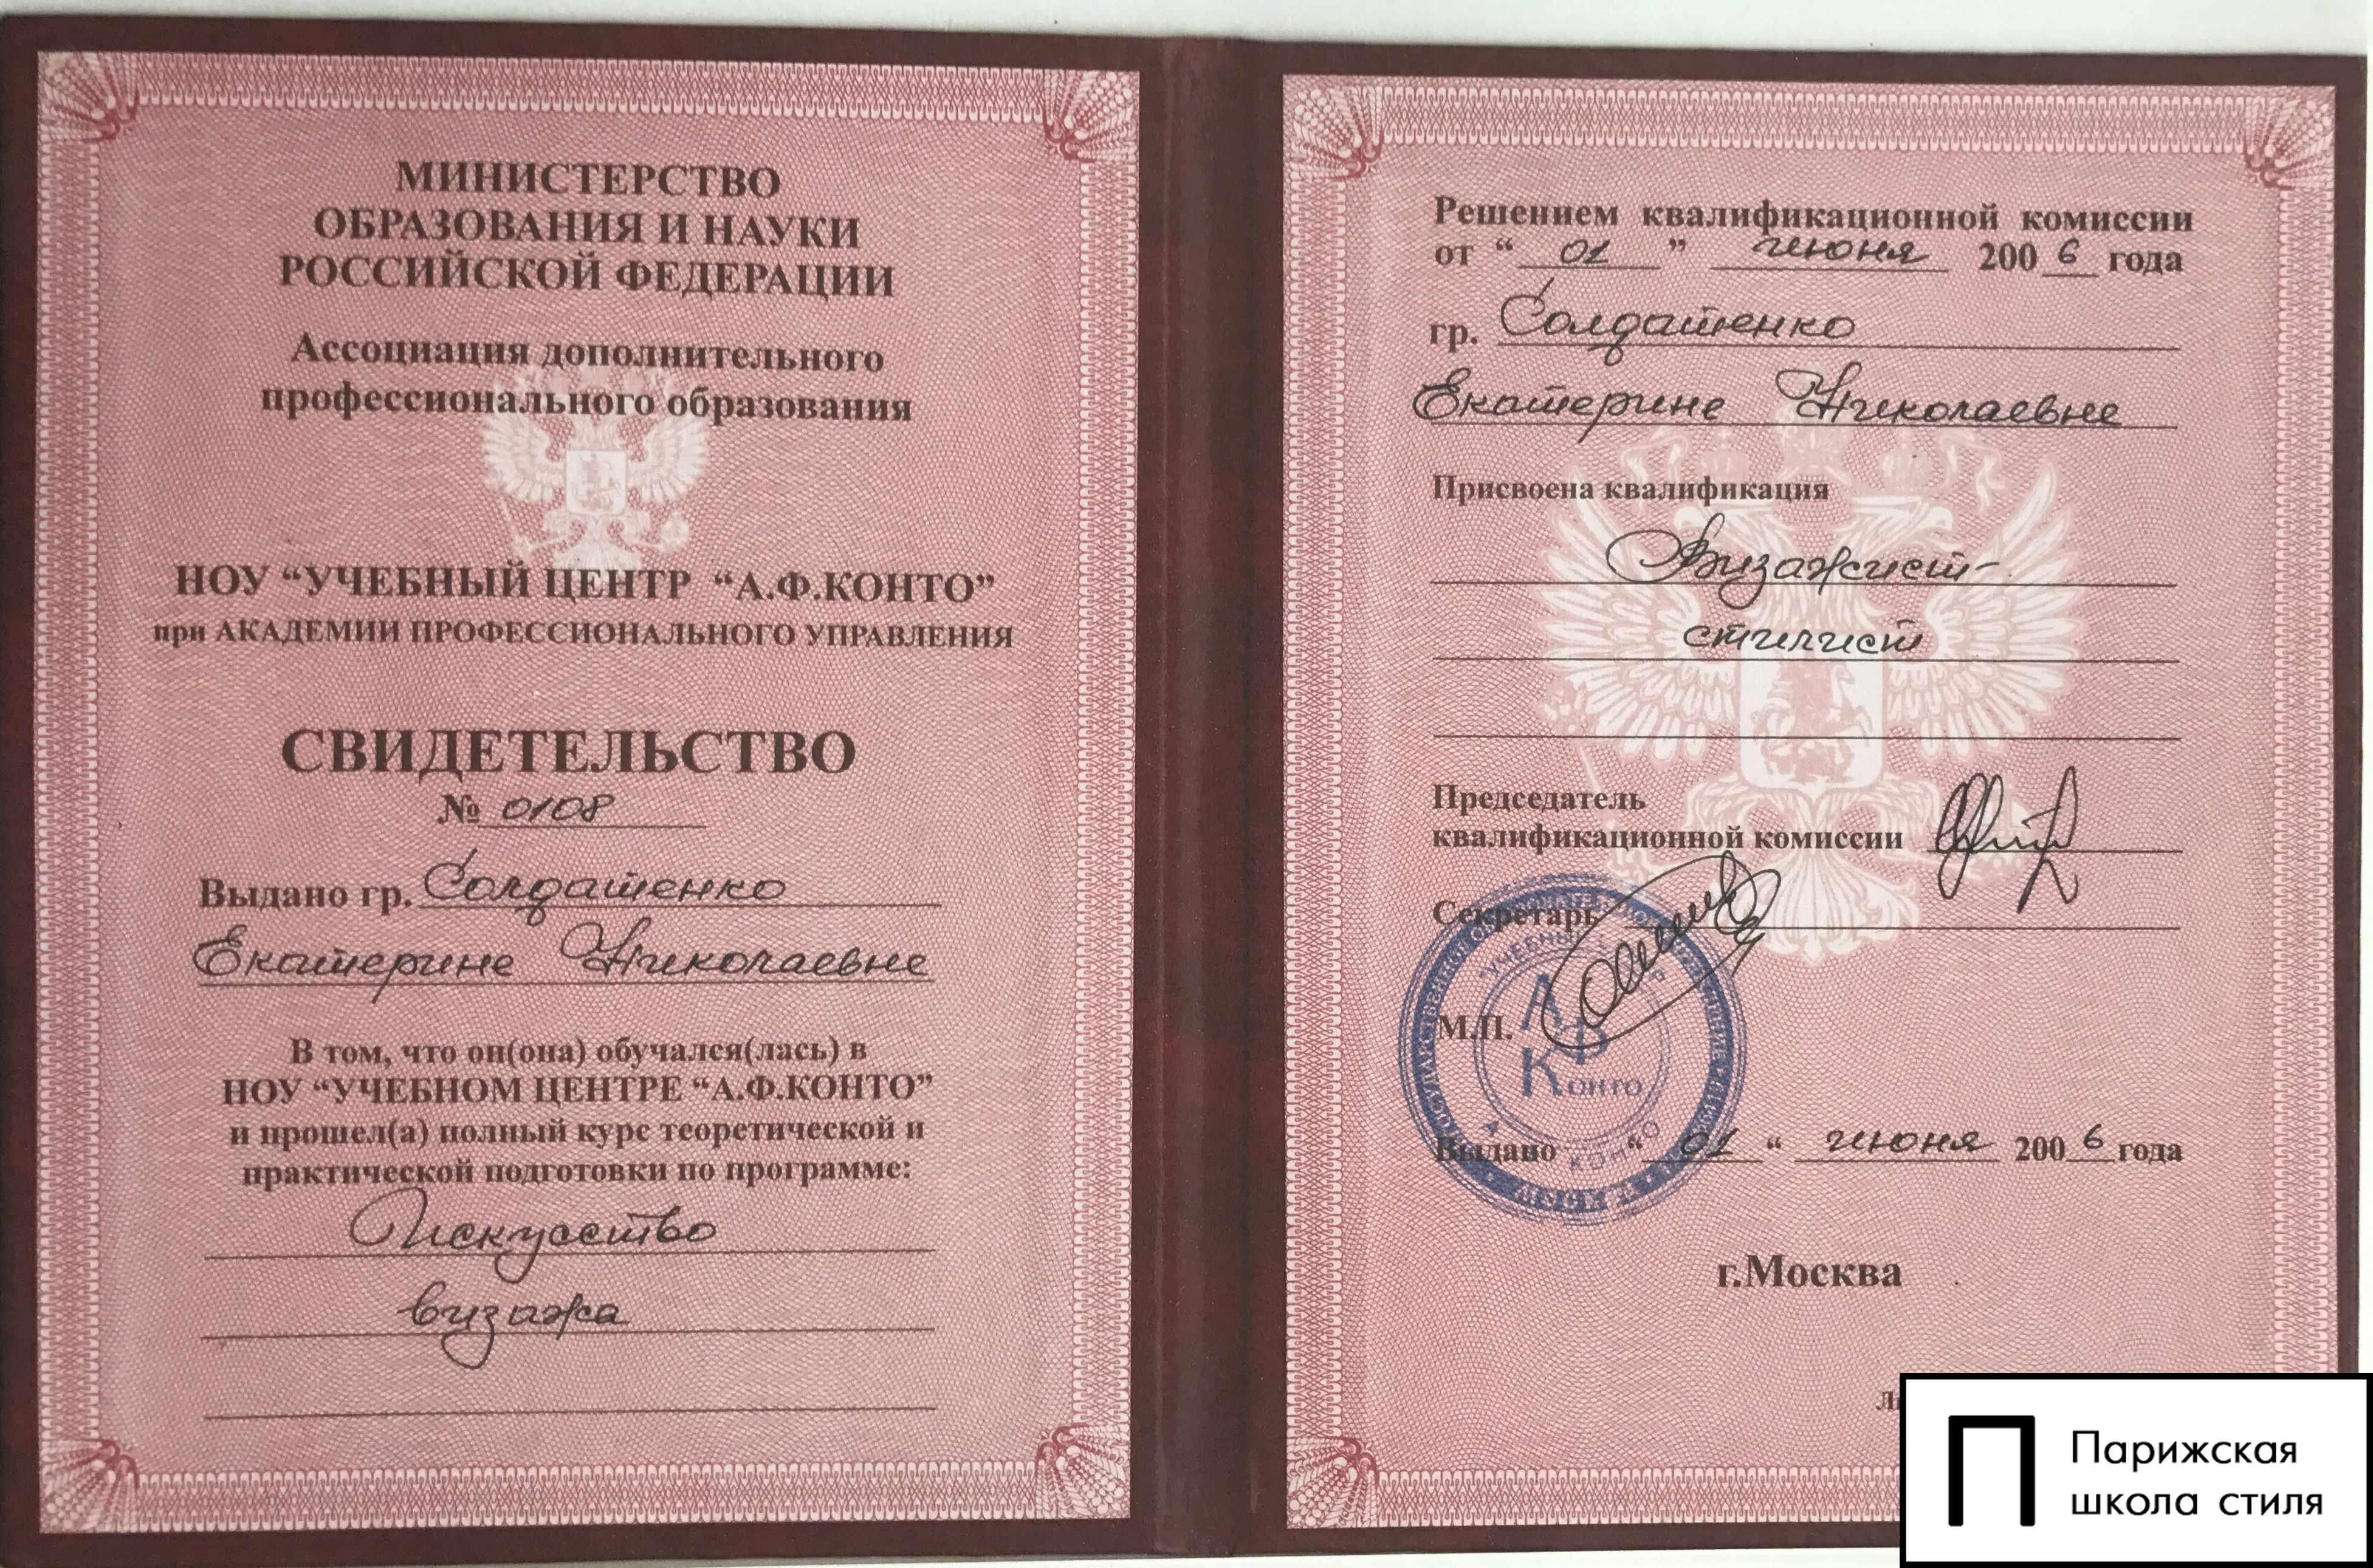 МИНИСТЕРСТВО
ОБРАЗОВАНИЯ И НАУКИ
РОССИЙСКОЙ ФЕДЕРАЦИИ
Ассоциация дополнительного
профессионального образования
НОУ “УЧЕБНЫЙ ЦЕНТР “А.Ф.КОНТО”
при АКАДЕМИИ ПРОФЕССИОНАЛЬНОГО УПРАВЛЕНИЯ
СВИДЕТЕЛЬСТВО
№ 0108
Выдано гр. Солдатенко
Екатерине Николаевне
В том, что он(она) обучался(лась) в
НОУ “УЧЕБНОМ ЦЕНТРЕ “А.Ф.КОНТО”
и прошел(а) полный курс теоретической и
практической подготовки по программе:
Искусство
визажа
Решением квалификационной комиссии
от “ 01 ” июня 2006 года
гр. Солдатенко
Екатерине Николаевне
Присвоена квалификация
Визажист-
стилист
Председатель
квалификационной комиссии
Секретарь
М.П.
А
Ф
Конто
Выдано “ 01 “ июня 2006 года
г.Москва
Парижская
школа стиля